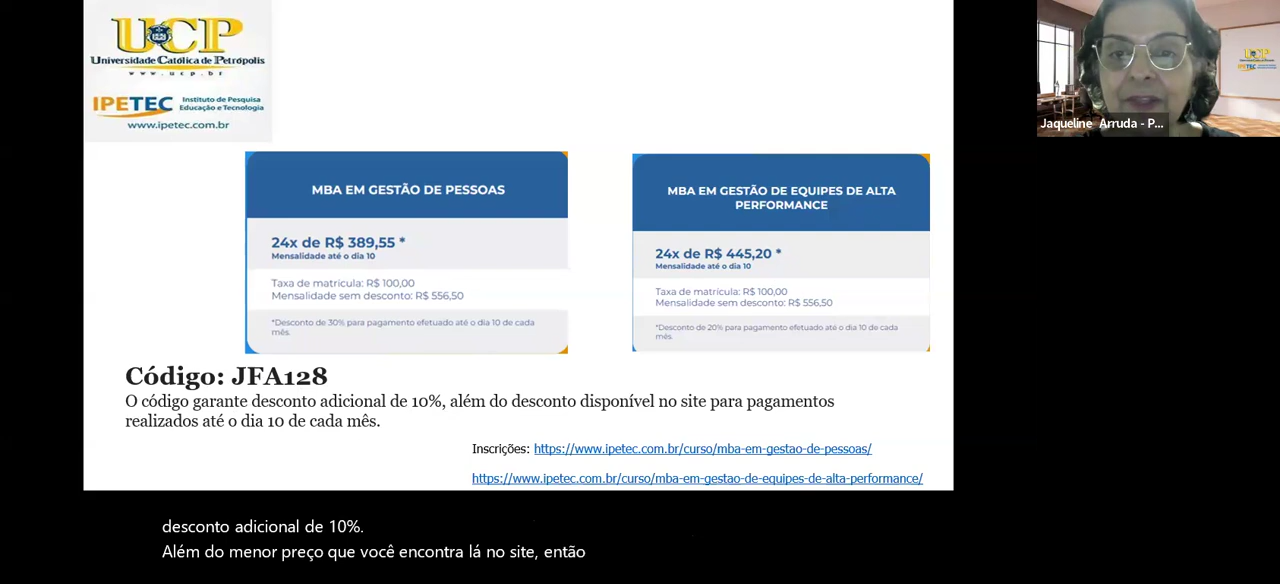 UCP
Universidade Católica de Petrópolis
www.ucp.br
IPETEC Instituto de Pesquisa
Educação e Tecnologia
www.ipetec.com.br
MBA EM GESTÃO DE PESSOAS
24x de R$ 389,55 *
Mensalidade até o dia 10
Taxa de matrícula: R$ 100,00
Mensalidade sem desconto: R$ 556,50
*Desconto de 30% para pagamento efetuado até o dia 10 de cada
mês.
MBA EM GESTÃO DE EQUIPES DE ALTA
PERFORMANCE
24x de R$ 445,20 *
Mensalidade até o dia 10
Taxa de matrícula: R$ 100,00
Mensalidade sem desconto: R$ 556,50
*Desconto de 20% para pagamento efetuado até o dia 10 de cada
mês.
Código: JFA128
O código garante desconto adicional de 10%, além do desconto disponível no site para pagamentos
realizados até o dia 10 de cada mês.
Inscrições: https://www.ipetec.com.br/curso/mba-em-gestao-de-pessoas/
https://www.ipetec.com.br/curso/mba-em-gestao-de-equipes-de-alta-performance/
UCP
IPETEC
Jaqueline Arruda - P...
desconto adicional de 10%.
Além do menor preço que você encontra lá no site, então